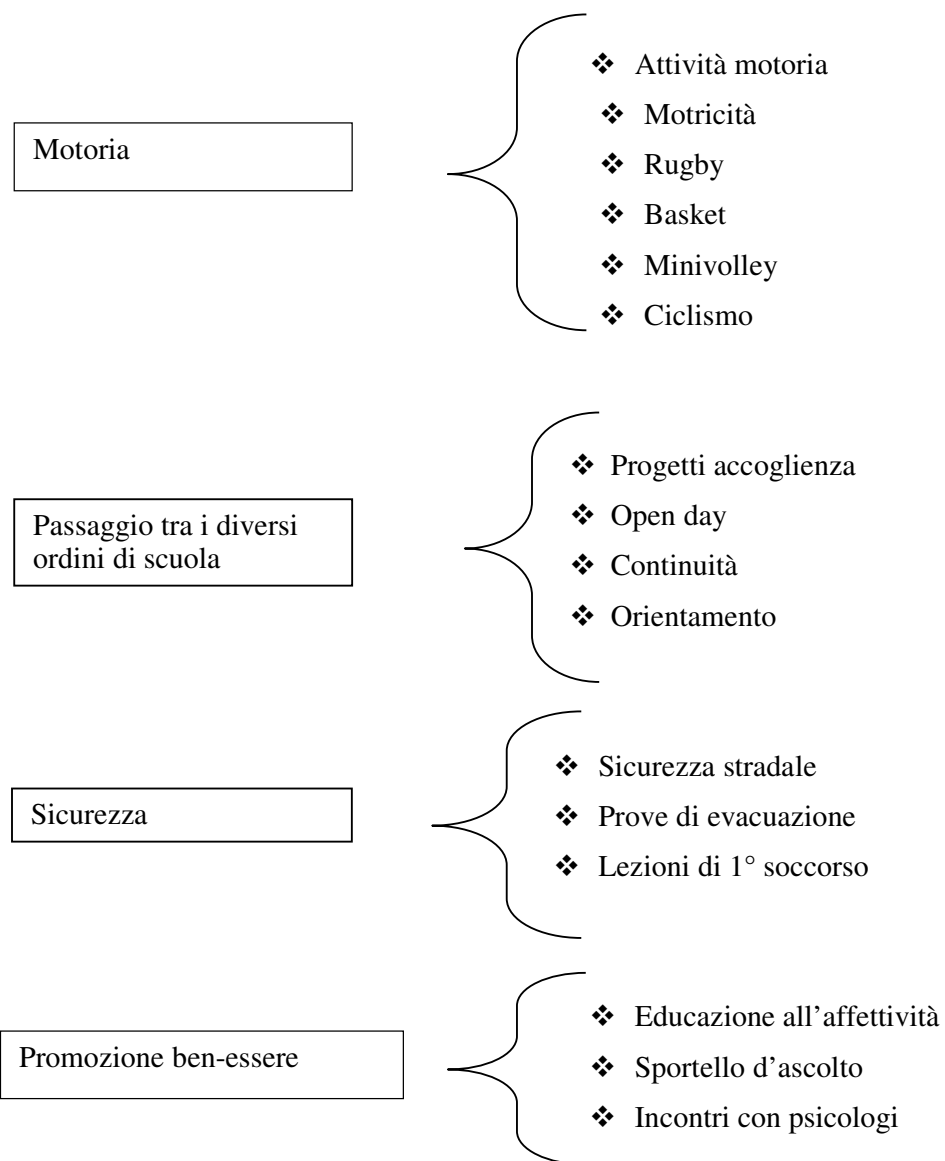 Motoria
❖ Attività motoria
❖ Motricità
❖ Rugby
❖ Basket
❖ Minivolley
❖ Ciclismo
Passaggio tra i diversi
ordini di scuola
❖ Progetti accoglienza
❖ Open day
❖ Continuità
❖ Orientamento
Sicurezza
❖ Sicurezza stradale
❖ Prove di evacuazione
❖ Lezioni di 1° soccorso
Promozione ben-essere
❖ Educazione all’affettività
❖ Sportello d’ascolto
❖ Incontri con psicologi